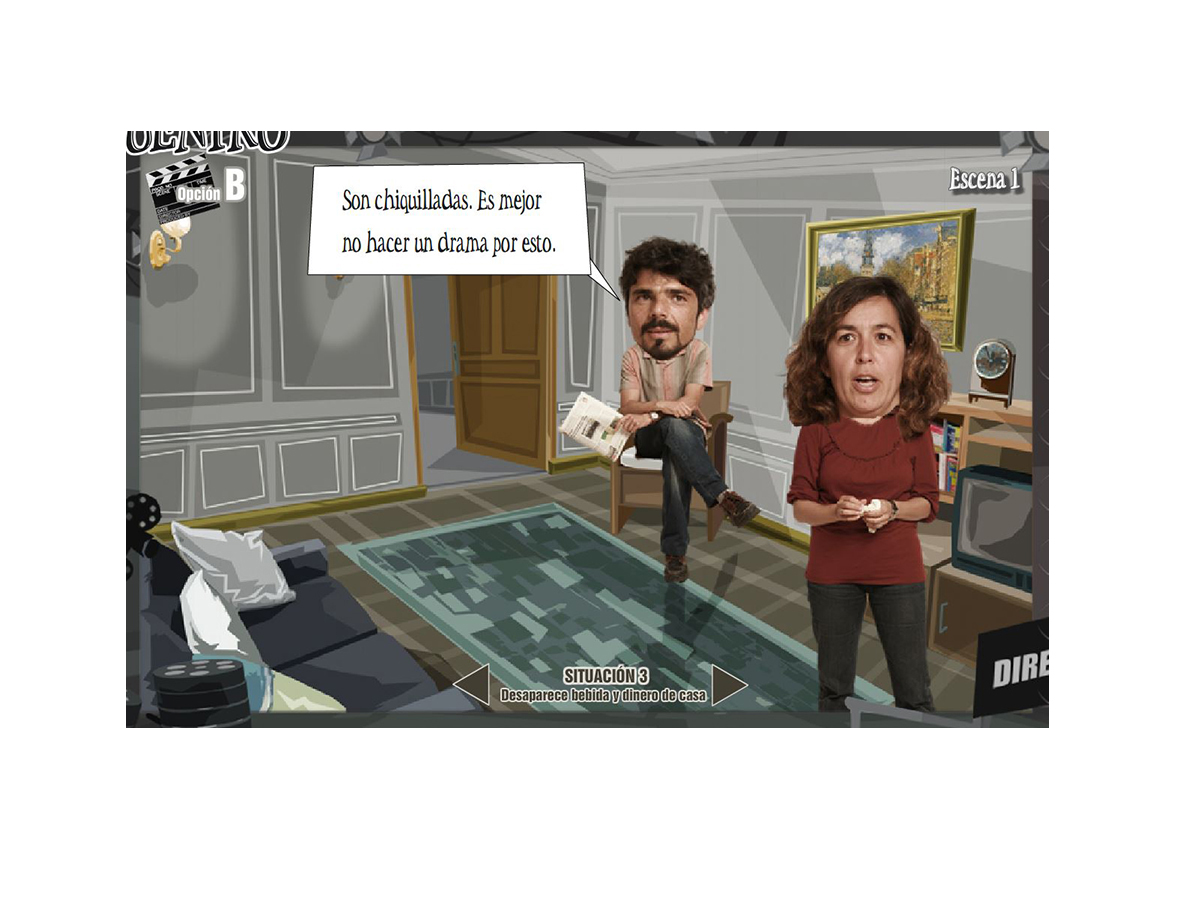 Opción B
Escena 1
Son chiquilladas. Es mejor
no hacer un drama por esto.
SITUACIÓN 3
Desaparece bebida y dinero de casa
DIRE